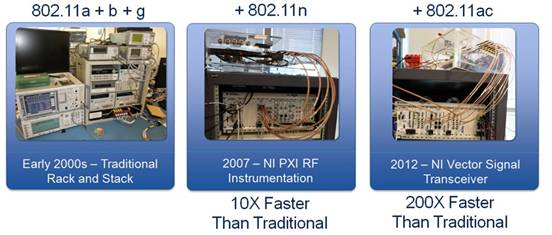 802.11a + b + g
+ 802.11n
+ 802.11ac
Early 2000s – Traditional
Rack and Stack
2007 – NI PXI RF
Instrumentation
2012 – NI Vector Signal
Transceiver
10X Faster
Than Traditional
200X Faster
Than Traditional